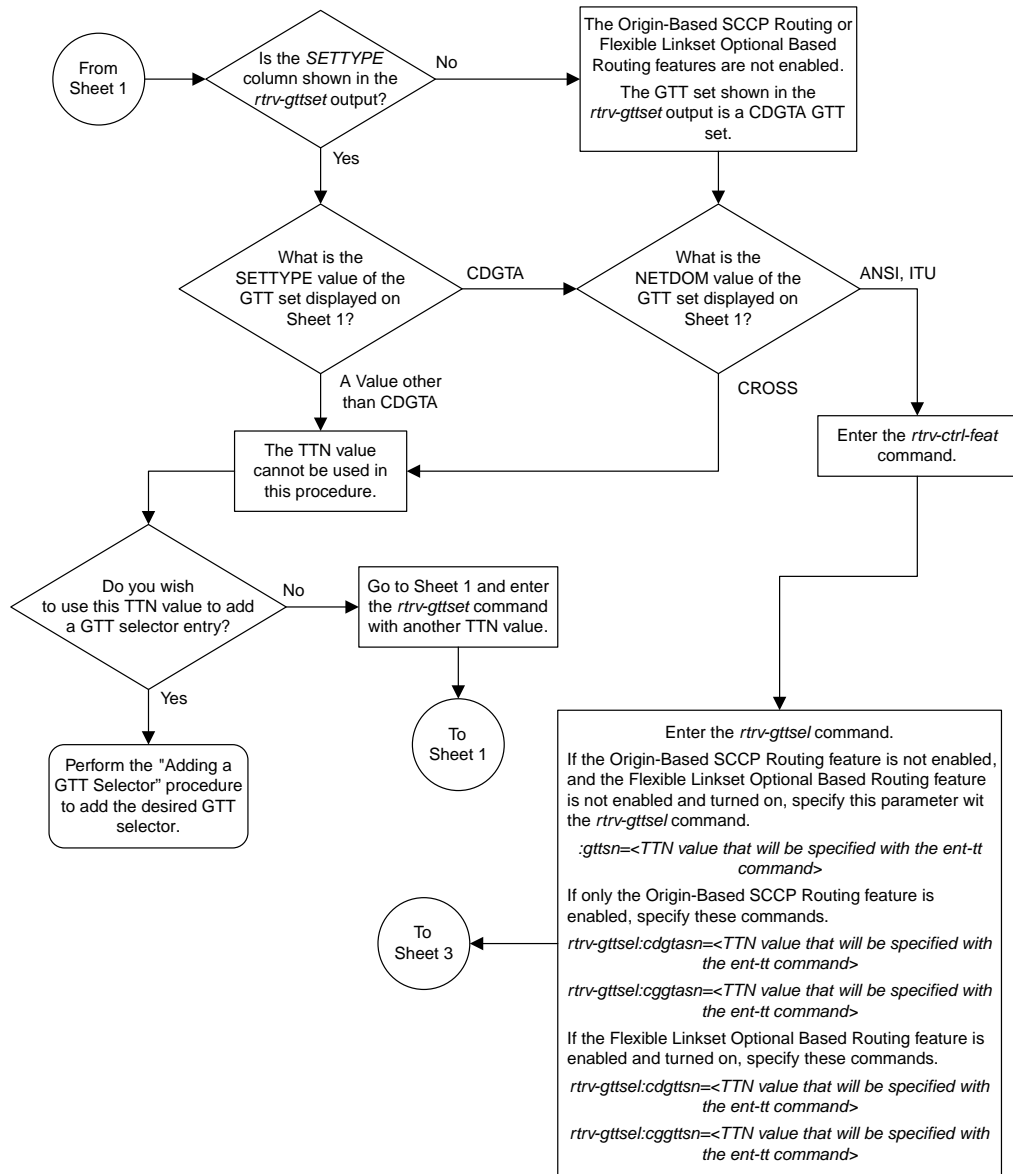 From
Sheet 1
Is the SETTYPE
column shown in the
rtrv-gttset output?
No
Yes
The Origin-Based SCCP Routing or
Flexible Linkset Optional Based
Routing features are not enabled.
The GTT set shown in the
rtrv-gttset output is a CDGTA GTT
set.
What is the
SETTYPE value of the
GTT set displayed on
Sheet 1?
CDGTA
A Value other
than CDGTA
What is the
NETDOM value of the
GTT set displayed on
Sheet 1?
ANSI, ITU
CROSS
The TTN value
cannot be used in
this procedure.
Enter the rtrv-ctrl-feat
command.
Do you wish
to use this TTN value to add
a GTT selector entry?
No
Yes
Go to Sheet 1 and enter
the rtrv-gttset command
with another TTN value.
To
Sheet 1
Perform the "Adding a
GTT Selector” procedure
to add the desired GTT
selector.
Enter the rtrv-gttsel command.
If the Origin-Based SCCP Routing feature is not enabled,
and the Flexible Linkset Optional Based Routing feature
is not enabled and turned on, specify this parameter wit
the rtrv-gttsel command.
:gttsn=<TTN value that will be specified with the ent-tt
command>
If only the Origin-Based SCCP Routing feature is
enabled, specify these commands.
rtrv-gttsel:cdgtasn=<TTN value that will be specified with
the ent-tt command>
rtrv-gttsel:cggtasn=<TTN value that will be specified with
the ent-tt command>
If the Flexible Linkset Optional Based Routing feature is
enabled and turned on, specify these commands.
rtrv-gttsel:cdgttsn=<TTN value that will be specified with
the ent-tt command>
rtrv-gttsel:cggttsn=<TTN value that will be specified with
the ent-tt command>
To
Sheet 3